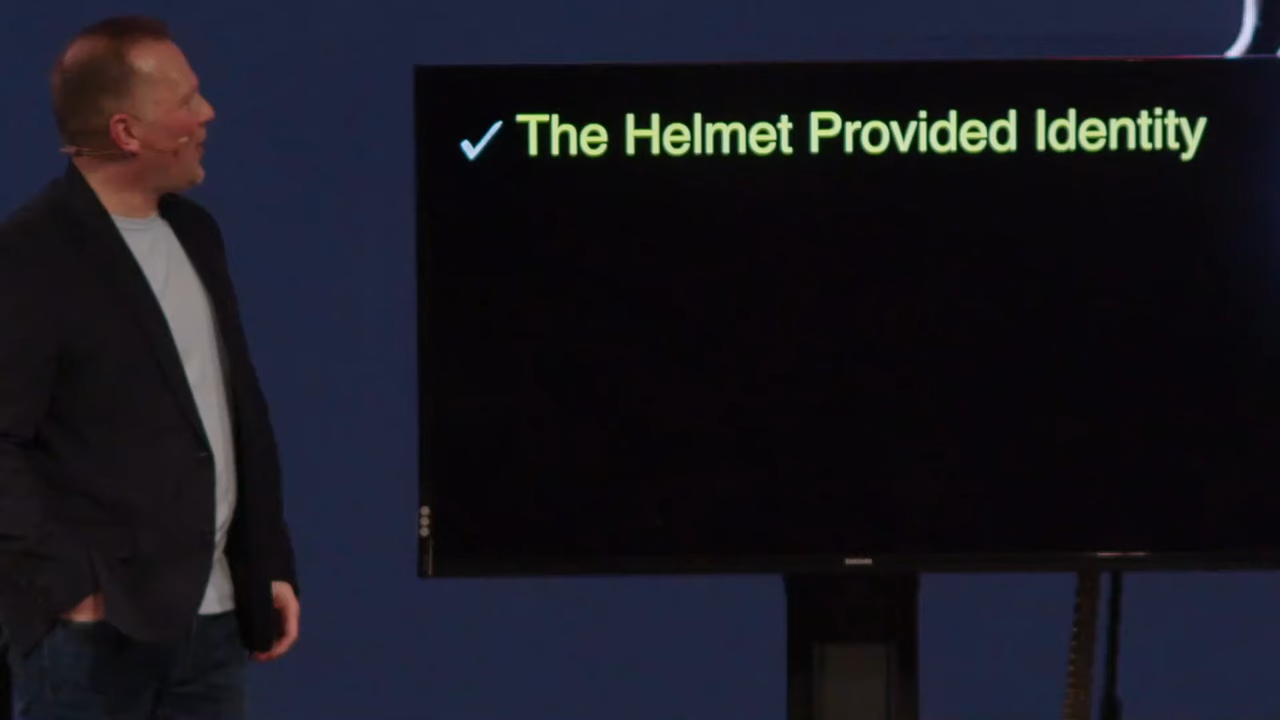 ✓ The Helmet Provided Identity